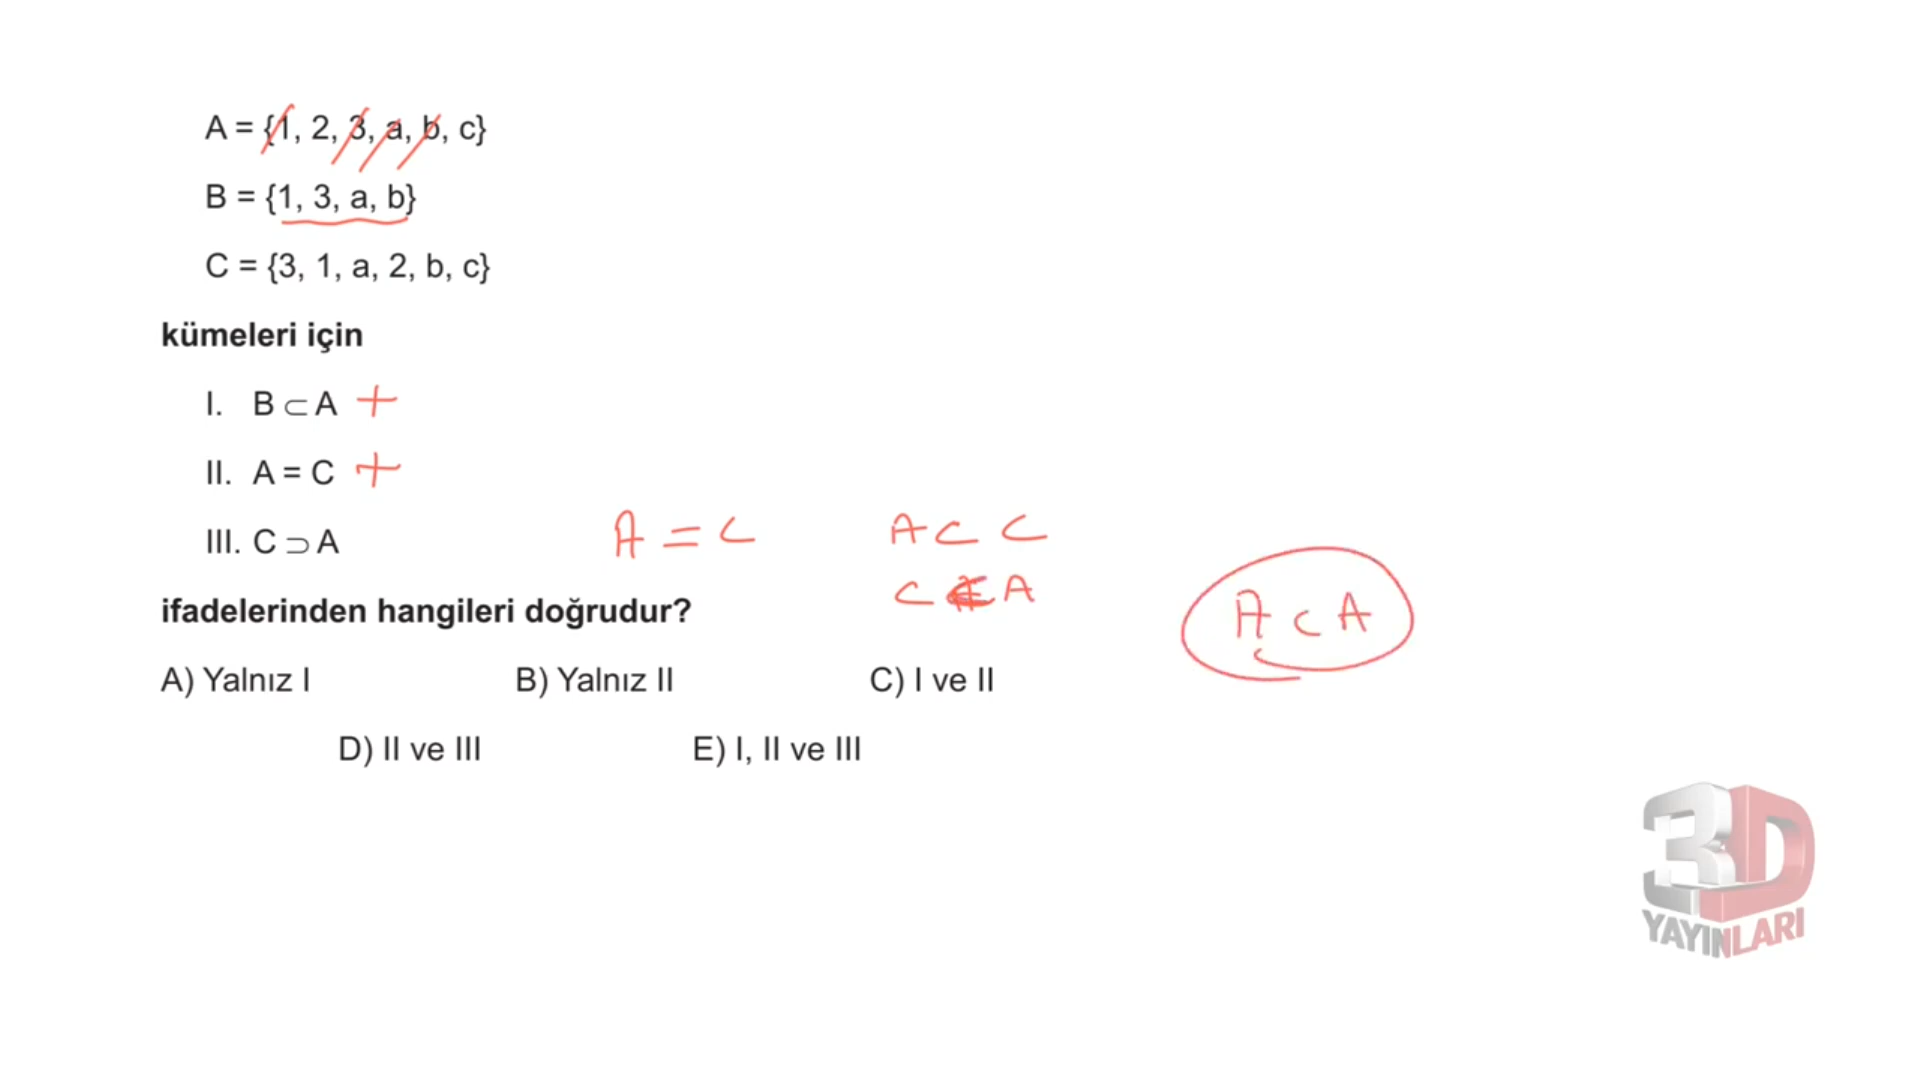 A = {1, 2, 3, a, b, c}
B = {1, 3, a, b}
C = {3, 1, a, 2, b, c}
kümeleri için
I. B ⊂ A +
II. A = C +
III. C ⊃ A
A = C
A ⊂ C
C A
A ⊂ A
ifadelerinden hangileri doğrudur?
A) Yalnız I B) Yalnız II C) I ve II
D) II ve III E) I, II ve III
3D
YAYINLARI